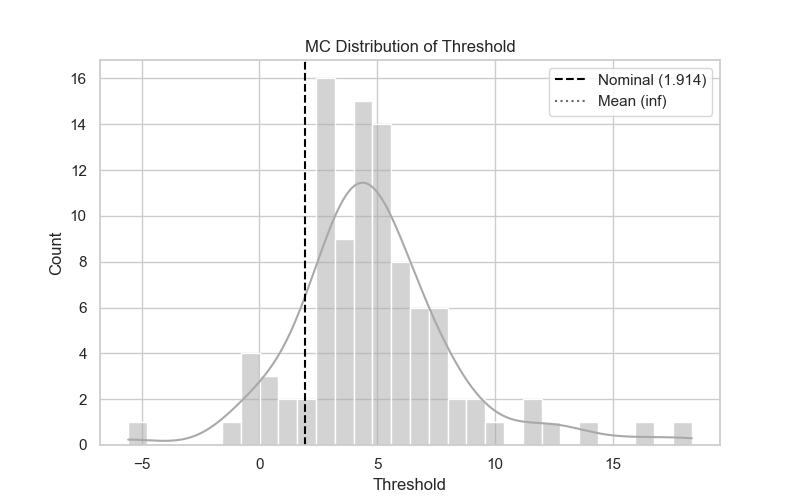 MC Distribution of Threshold
Nominal (1.914)
Mean (inf)
Count
16
14
12
10
8
6
4
2
0
−5
0
5
10
15
Threshold